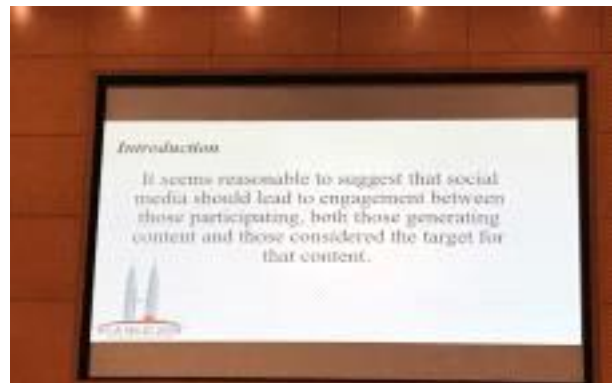 Introduction
It seems reasonable to suggest that social
media should lead to engagement between
those participating, both those generating
content and those considered the target for
that content.